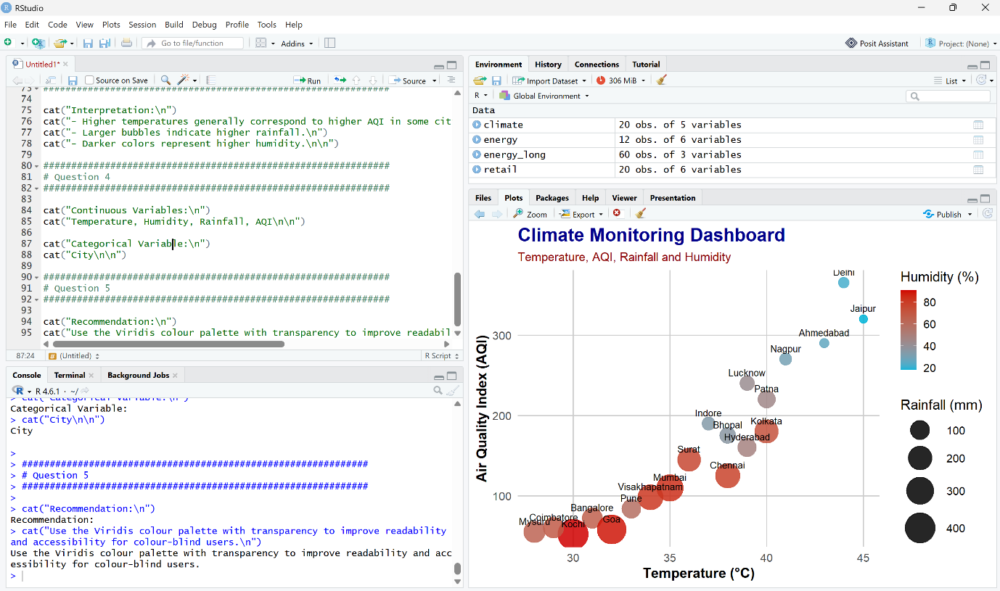 RStudio
File Edit Code View Plots Session Build Debug Profile Tools Help
Go to file/function Addins Posit Assistant Project: (None)
Untitled1*
Source on Save Run Source
73 ##############################################################
74
75 cat("Interpretation:\n")
76 cat("- Higher temperatures generally correspond to higher AQI in some cit
77 cat("- Larger bubbles indicate higher rainfall.\n")
78 cat("- Darker colors represent higher humidity.\n\n")
79
80 ##############################################################
81 # Question 4
82 ##############################################################
83
84 cat("Continuous Variables:\n")
85 cat("Temperature, Humidity, Rainfall, AQI\n\n")
86
87 cat("Categorical Variable:\n")
88 cat("City\n\n")
89
90 ##############################################################
91 # Question 5
92 ##############################################################
93
94 cat("Recommendation:\n")
95 cat("Use the Viridis colour palette with transparency to improve readabil
87:24 # (Untitled) R Script
Console Terminal Background Jobs
R R 4.6.1 · ~/
> cat("Categorical Variable:\n")
Categorical Variable:
> cat("City\n\n")
City
>
> ##############################################################
> # Question 5
> ##############################################################
>
> cat("Recommendation:\n")
Recommendation:
> cat("Use the Viridis colour palette with transparency to improve readability
and accessibility for colour-blind users.\n")
Use the Viridis colour palette with transparency to improve readability and acc
essibility for colour-blind users.
>
Environment History Connections Tutorial
Import Dataset 306 MiB List
R Global Environment
Data
climate 20 obs. of 5 variables
energy 12 obs. of 6 variables
energy_long 60 obs. of 3 variables
retail 20 obs. of 6 variables
Files Plots Packages Help Viewer Presentation
Zoom Export Publish
Climate Monitoring Dashboard
Temperature, AQI, Rainfall and Humidity
Delhi
Jaipur
Ahmedabad
Nagpur
Lucknow
Patna
Indore
Bhopal
Kolkata
Hyderabad
Surat
Chennai
Mumbai
Visakhapatnam
Pune
Bangalore
Coimbatore
Goa
Mysuru
Kochi
300
200
100
Air Quality Index (AQI)
30 35 40 45
Temperature (°C)
Humidity (%)
80
60
40
20
Rainfall (mm)
100
200
300
400